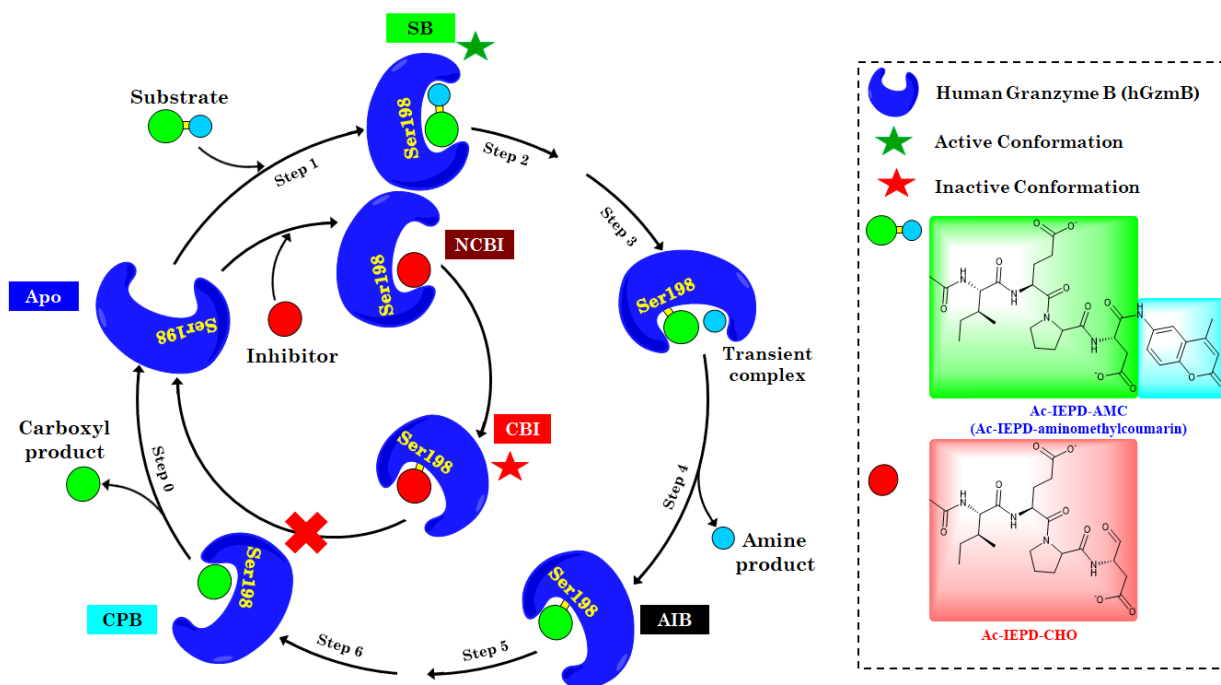 SB
Ser198
Substrate
Step 1
Step 2
Step 3
NCBI
Ser198
Apo
Ser198
Inhibitor
Ser198
Transient
complex
CBI
Ser198
Carboxyl
product
Step 0
Step 4
Amine
product
CPB
Ser198
Ser198
AIB
Step 6
Step 5
Human Granzyme B (hGzmB)
Active Conformation
Inactive Conformation
O
O-
O
O
H
N
N
H
O
O
N
O
O
H
N
HN
-O
O
O
O
Ac-IEPD-AMC
(Ac-IEPD-aminomethylcoumarin)
O
O-
O
O
H
N
N
H
O
O
N
O
O
HN
-O
O
Ac-IEPD-CHO